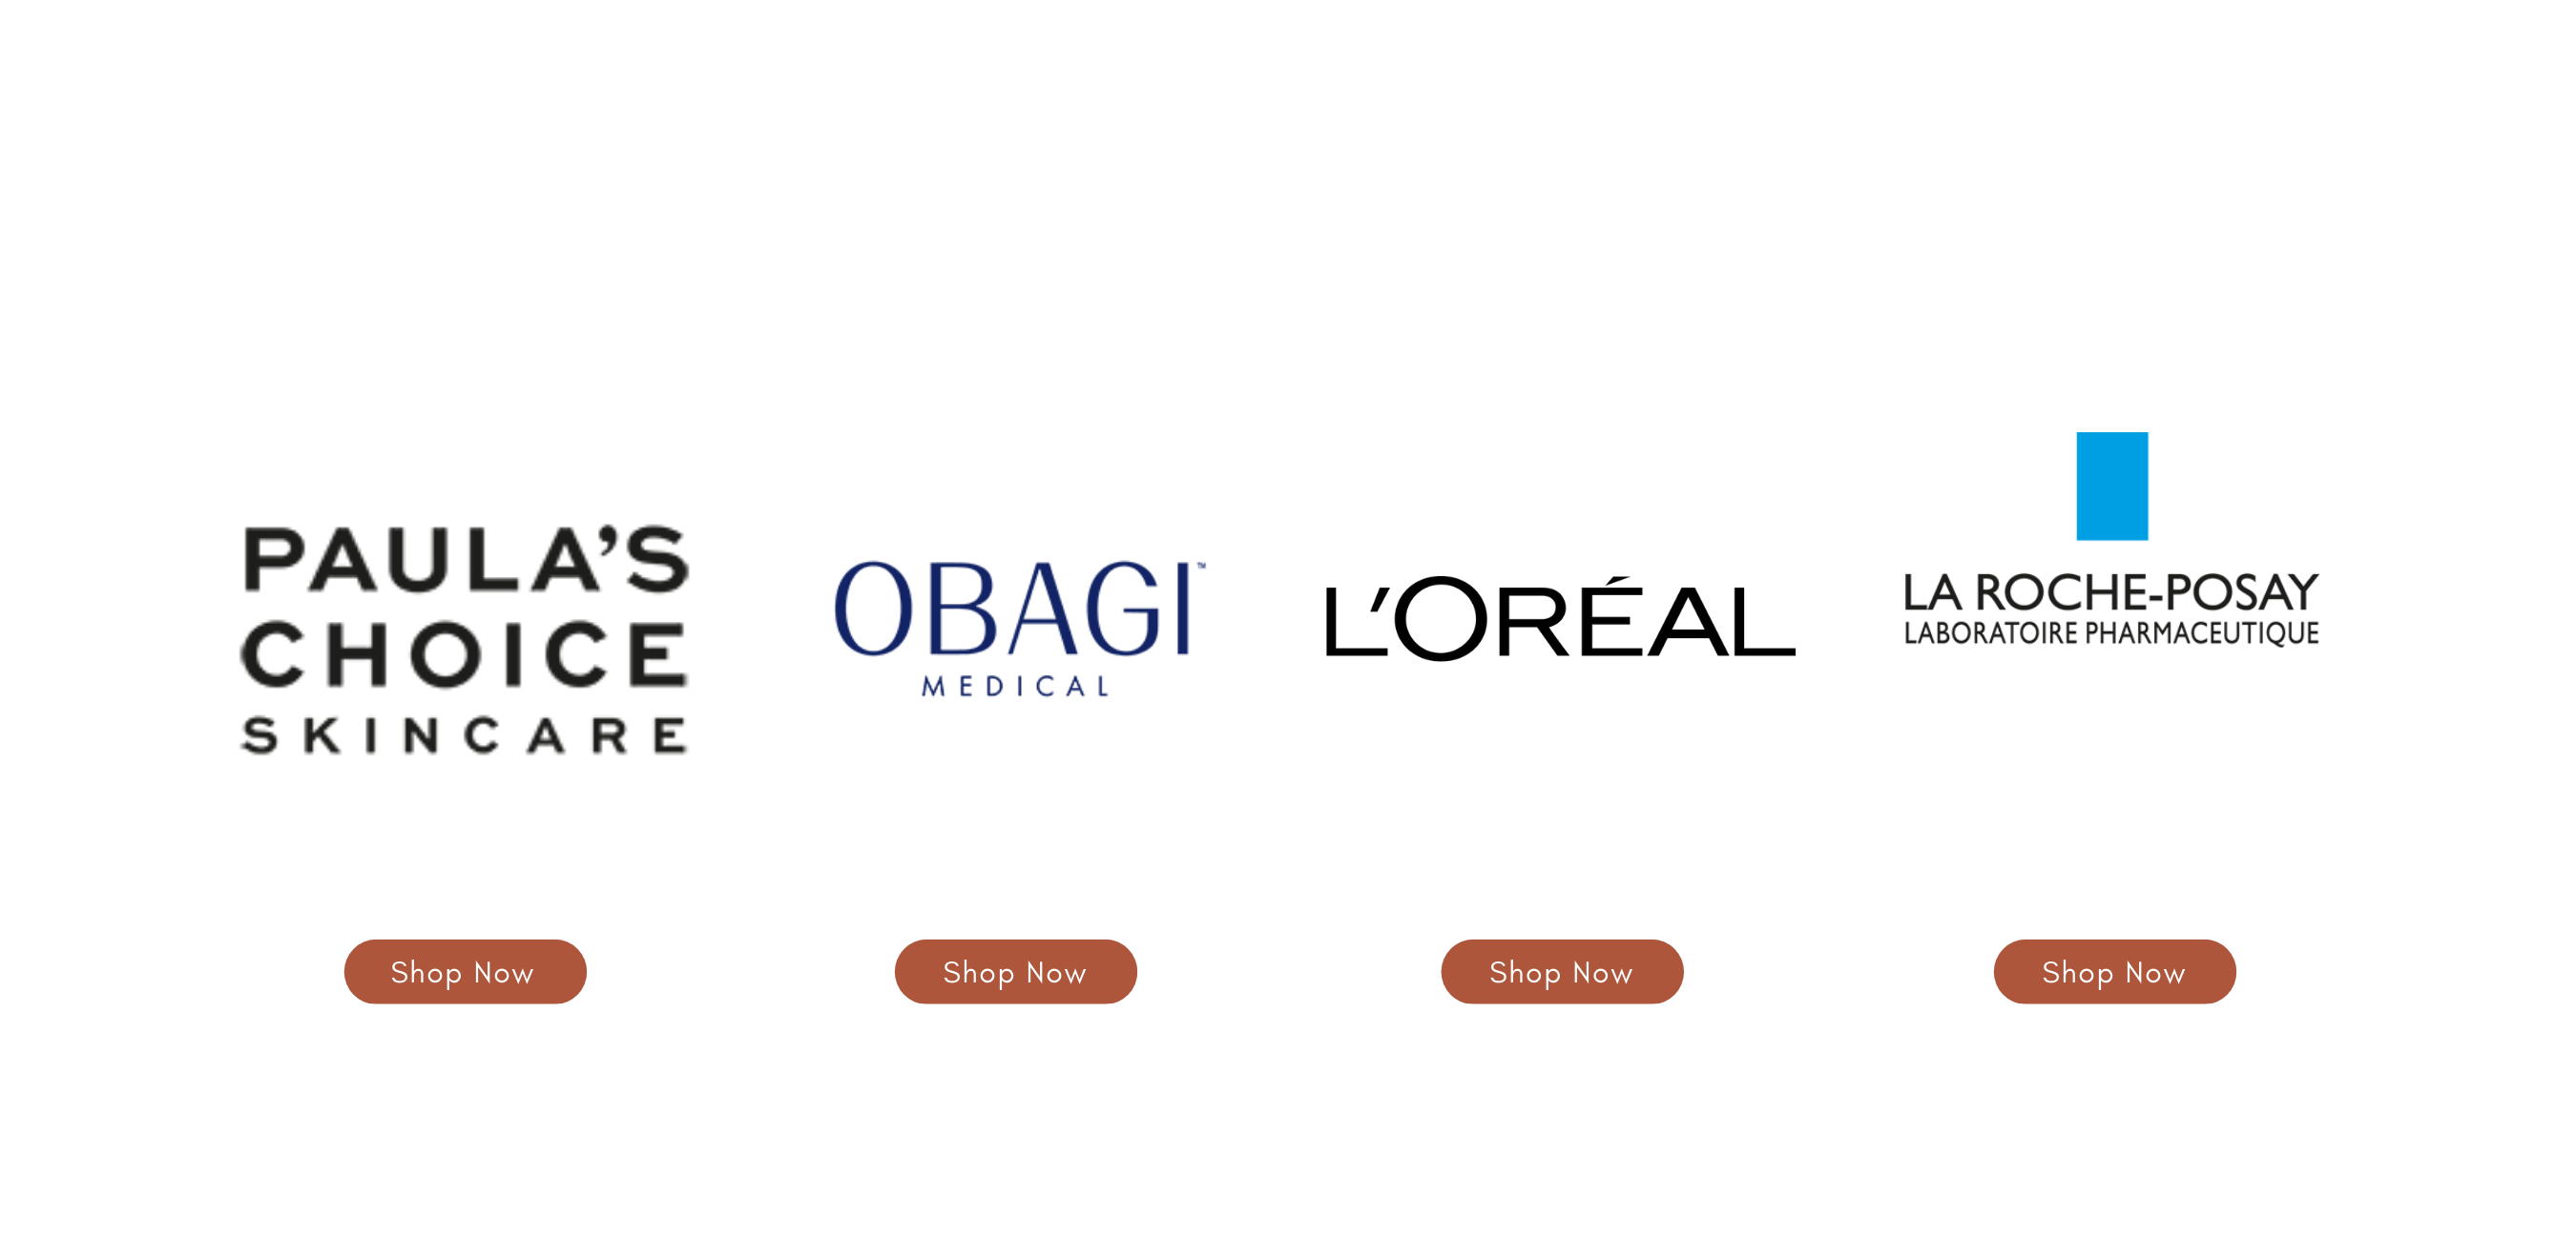 PAULA’S
CHOICE
SKINCARE
OBAGI™
MEDICAL
L’ORÉAL
LA ROCHE-POSAY
LABORATOIRE PHARMACEUTIQUE
Shop Now
Shop Now
Shop Now
Shop Now